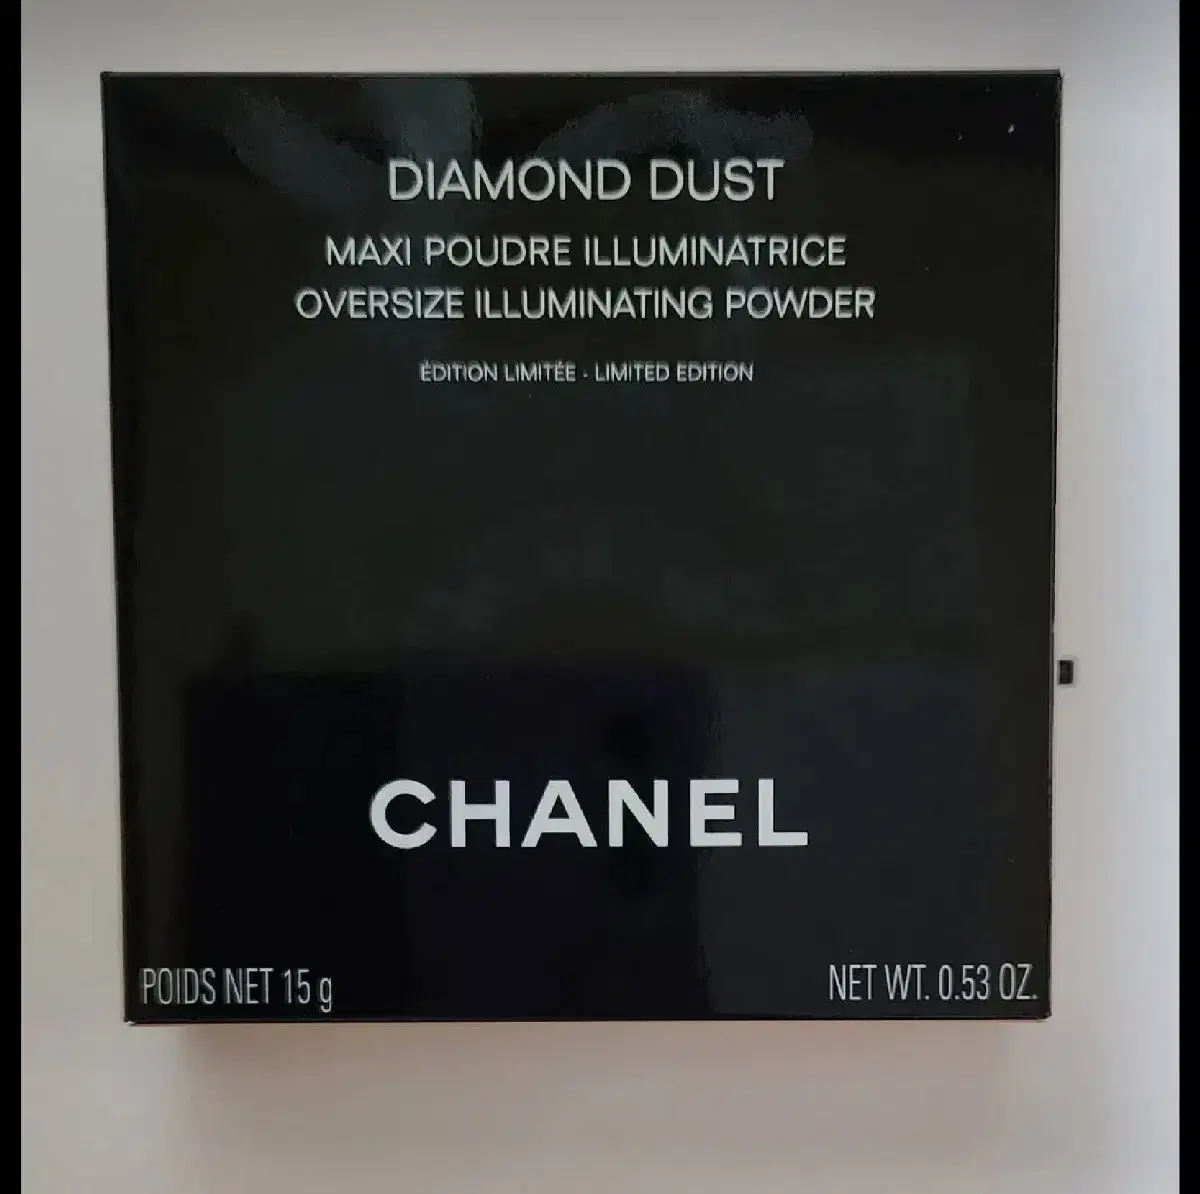 DIAMOND DUST
MAXI POUDRE ILLUMINATRICE
OVERSIZE ILLUMINATING POWDER
ÉDITION LIMITÉE · LIMITED EDITION
CHANEL
POIDS NET 15 g
NET WT. 0.53 OZ.